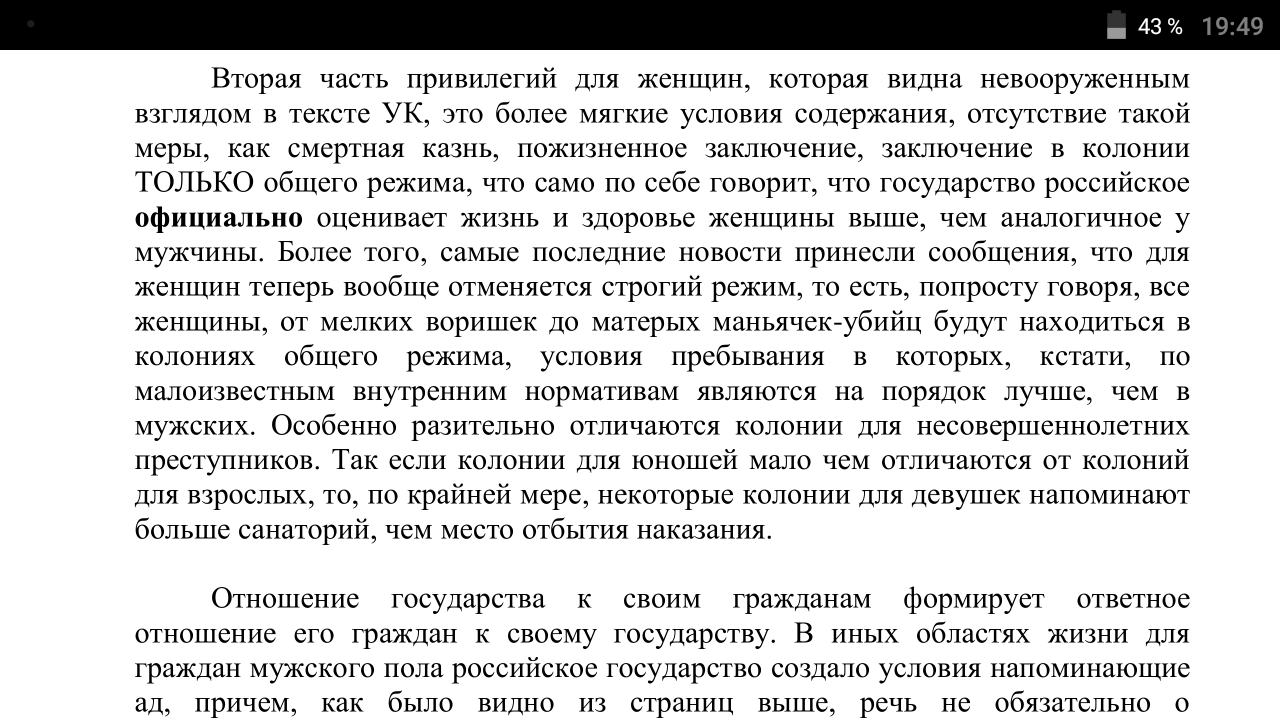 43 % 19:49
Вторая часть привилегий для женщин, которая видна невооруженным
взглядом в тексте УК, это более мягкие условия содержания, отсутствие такой
меры, как смертная казнь, пожизненное заключение, заключение в колонии
ТОЛЬКО общего режима, что само по себе говорит, что государство российское
официально оценивает жизнь и здоровье женщины выше, чем аналогичное у
мужчины. Более того, самые последние новости принесли сообщения, что для
женщин теперь вообще отменяется строгий режим, то есть, попросту говоря, все
женщины, от мелких воришек до матерых маньячек-убийц будут находиться в
колониях общего режима, условия пребывания в которых, кстати, по
малоизвестным внутренним нормативам являются на порядок лучше, чем в
мужских. Особенно разительно отличаются колонии для несовершеннолетних
преступников. Так если колонии для юношей мало чем отличаются от колоний
для взрослых, то, по крайней мере, некоторые колонии для девушек напоминают
больше санаторий, чем место отбытия наказания.
Отношение государства к своим гражданам формирует ответное
отношение его граждан к своему государству. В иных областях жизни для
граждан мужского пола российское государство создало условия напоминающие
ад, причем, как было видно из страниц выше, речь не обязательно о